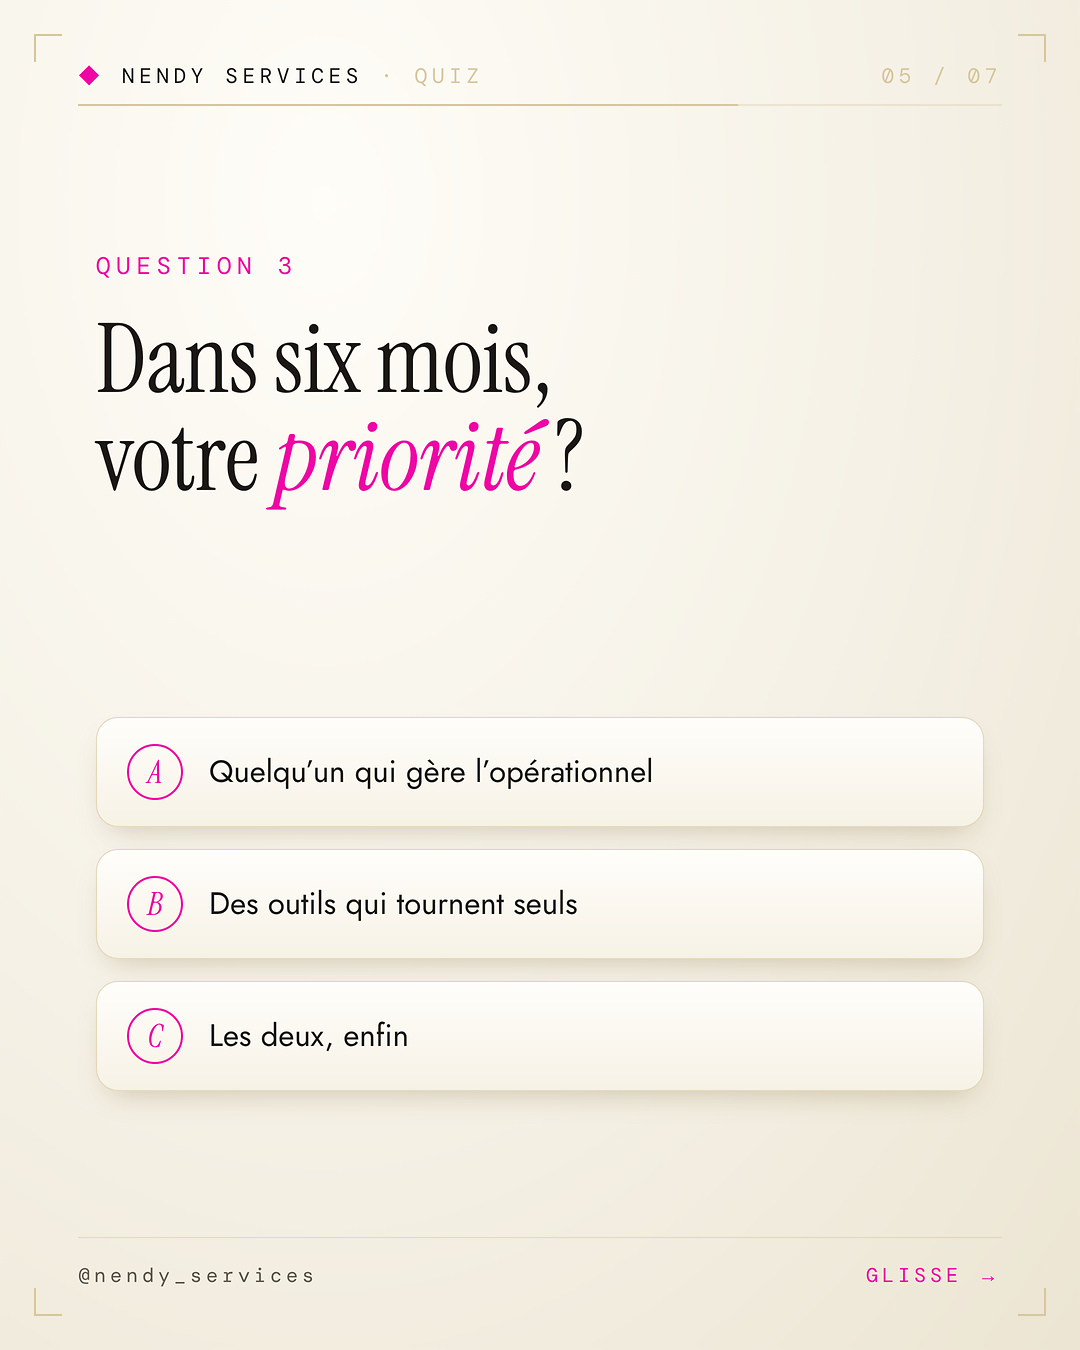 ◆ NENDY SERVICES · QUIZ 05 / 07
QUESTION 3
Dans six mois,
votre priorité ?
A Quelqu’un qui gère l’opérationnel
B Des outils qui tournent seuls
C Les deux, enfin
@nendy_services GLISSE →